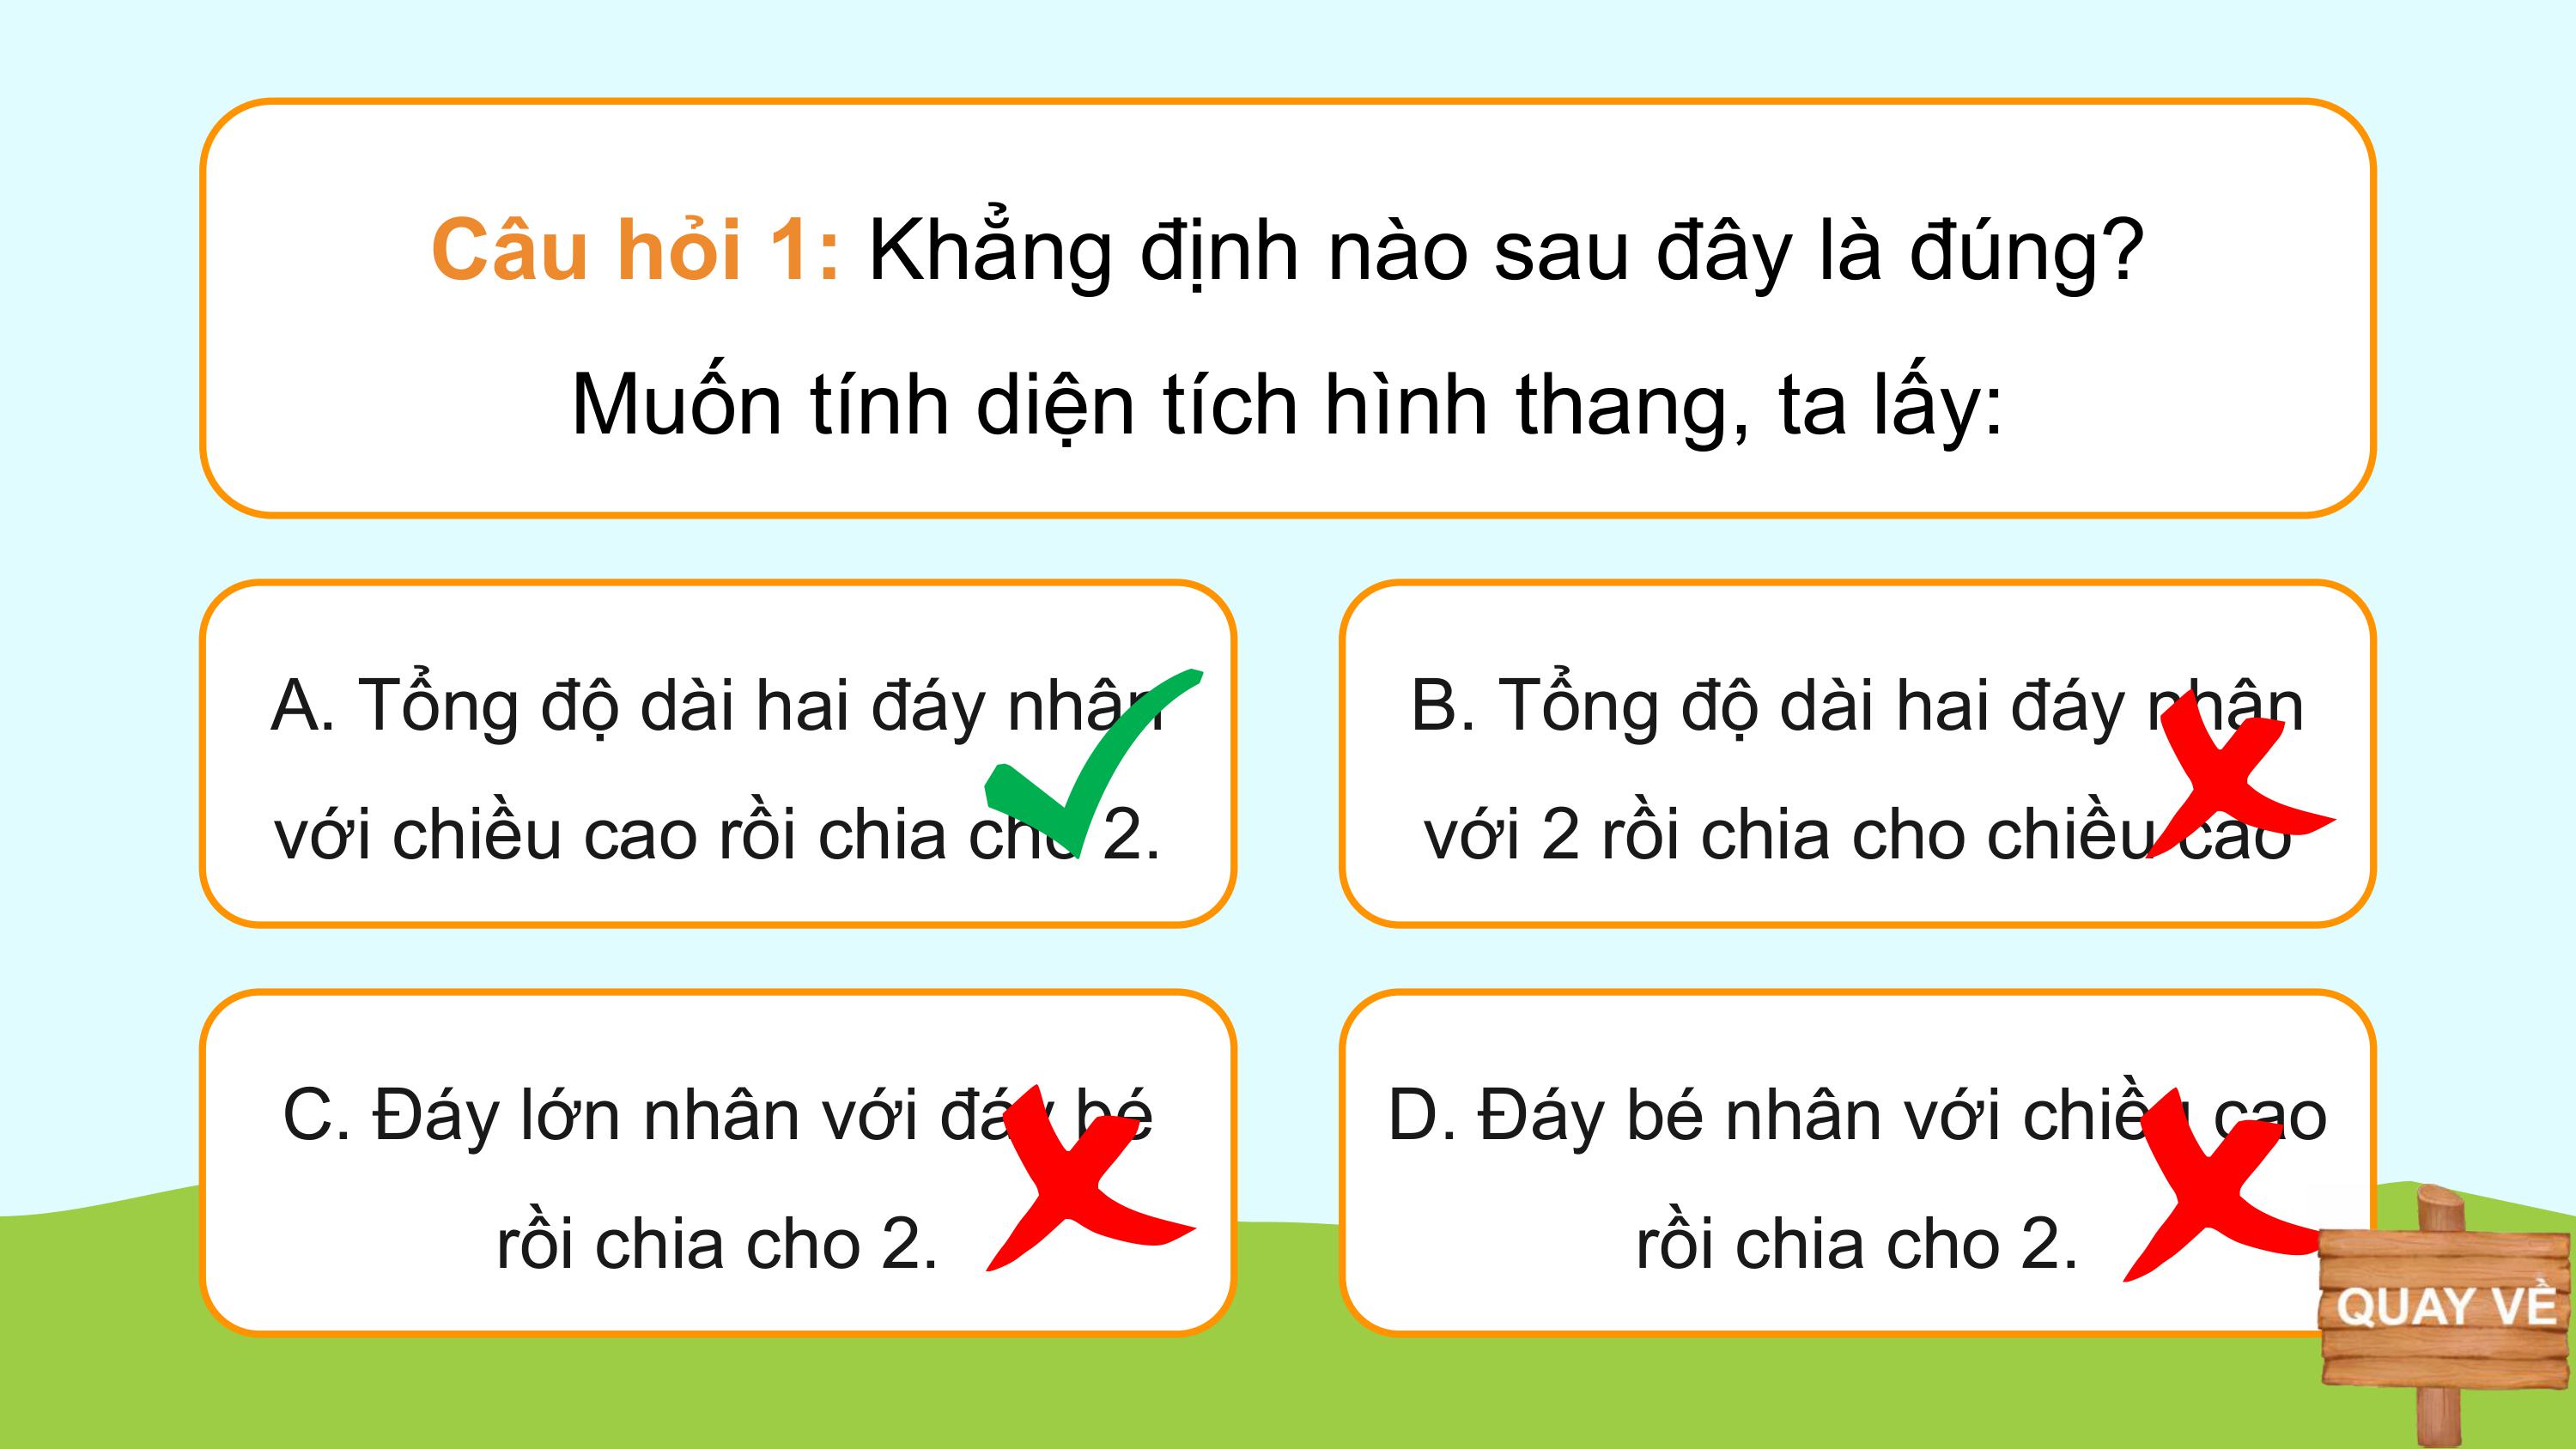 Câu hỏi 1: Khẳng định nào sau đây là đúng?
Muốn tính diện tích hình thang, ta lấy:
A. Tổng độ dài hai đáy nhân
với chiều cao rồi chia cho 2.
B. Tổng độ dài hai đáy nhân
với 2 rồi chia cho chiều cao
C. Đáy lớn nhân với đáy bé
rồi chia cho 2.
D. Đáy bé nhân với chiều cao
rồi chia cho 2.
QUAY VỀ